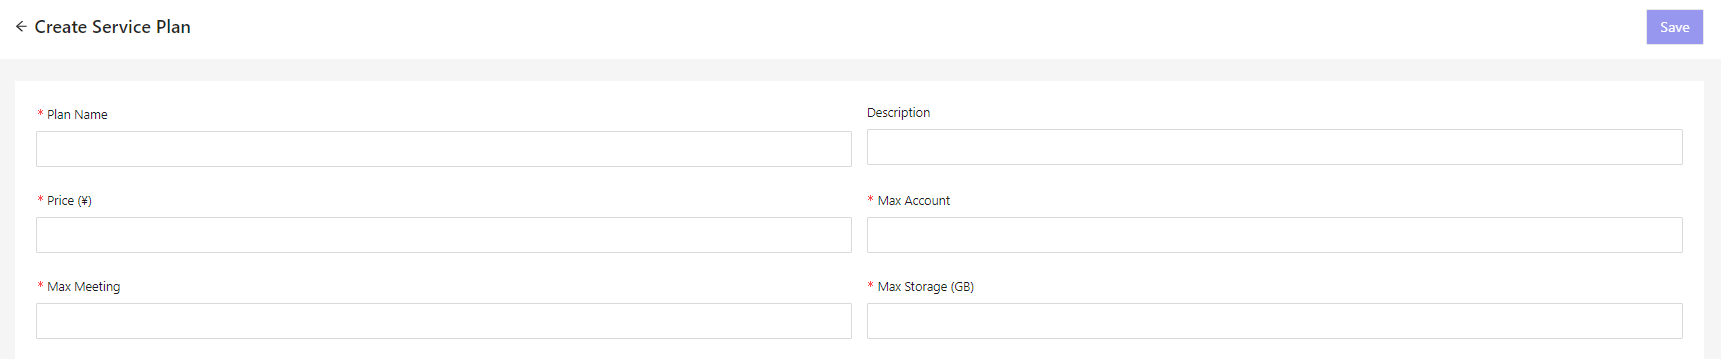 ← Create Service Plan
Save
* Plan Name
Description
* Price (¥)
* Max Account
* Max Meeting
* Max Storage (GB)